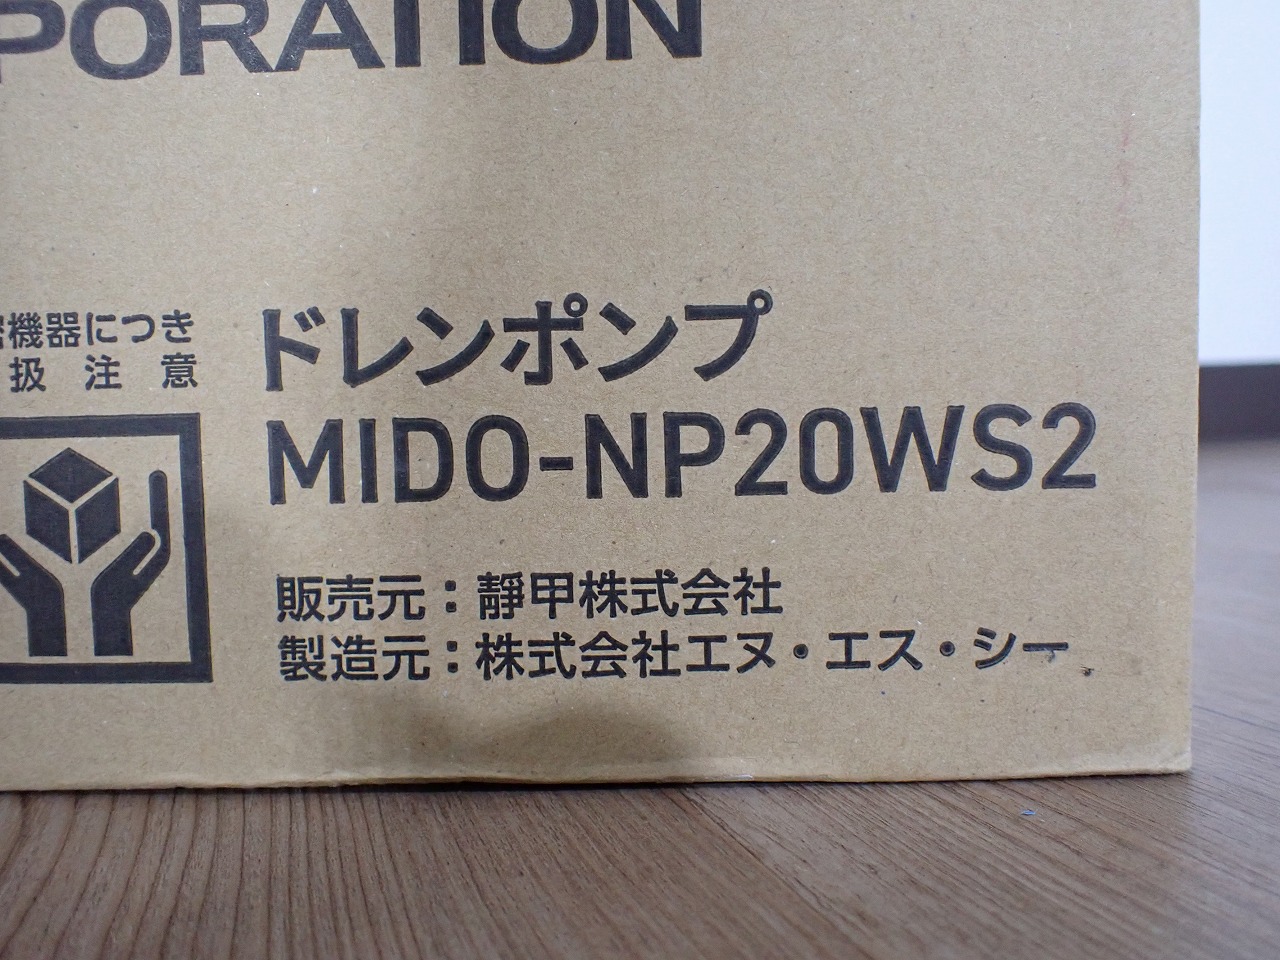 PORATION
密機器につき
扱注意
ドレンポンプ
MIDO-NP20WS2
販売元：靜甲株式会社
製造元：株式会社エヌ・エス・シー